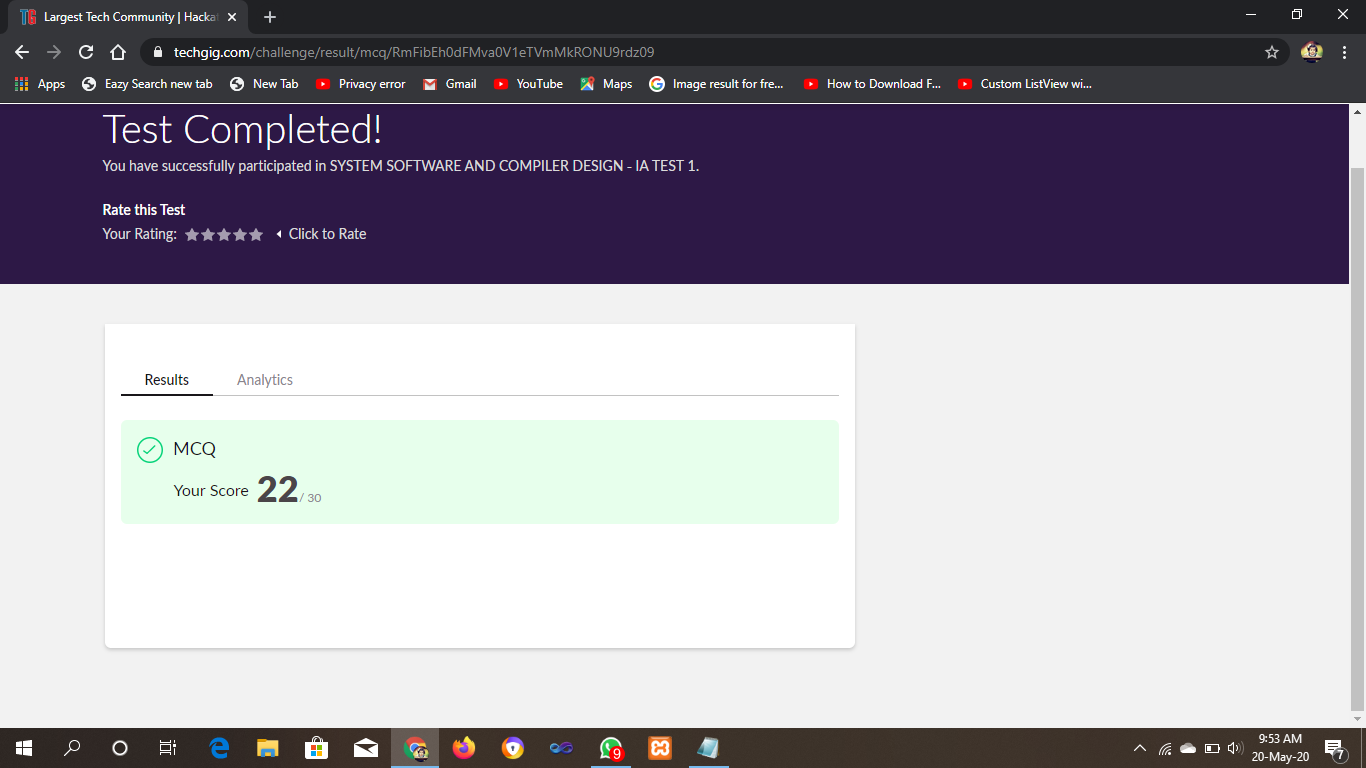 Largest Tech Community | Hacka
techgig.com/challenge/result/mcq/RmFibEh0dFMva0V1eTVmMkRONU9rdz09
Apps Eazy Search new tab New Tab Privacy error Gmail YouTube Maps Image result for fre... How to Download F... Custom ListView wi...
Test Completed!
You have successfully participated in SYSTEM SOFTWARE AND COMPILER DESIGN - IA TEST 1.
Rate this Test
Your Rating: Click to Rate
Results Analytics
MCQ
Your Score 22 / 30
9
9:53 AM
20-May-20
7